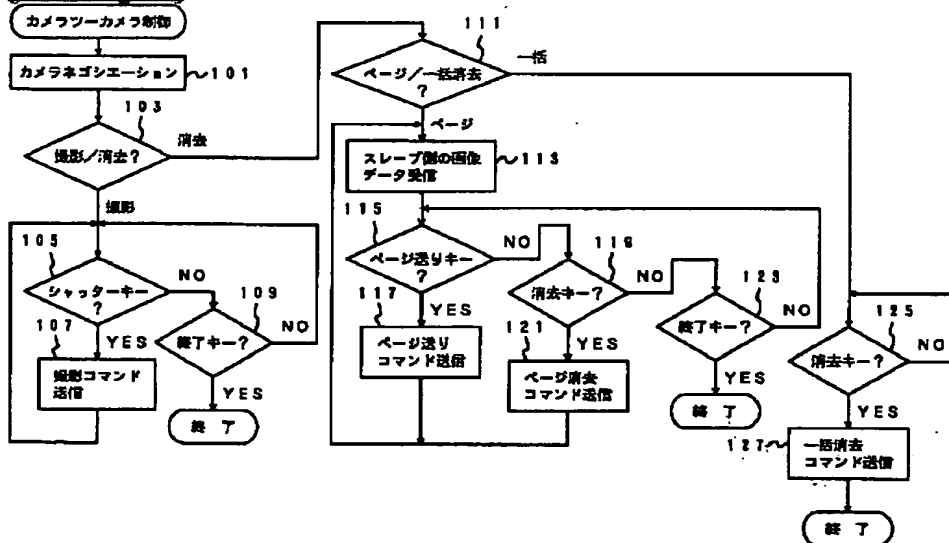 カメラツーカメラ制御
カメラネゴシエーション
101
103
撮影/消去?
消去
撮影
105
シャッターキー
?
NO
YES
107
撮影コマンド
送信
109
終了キー?
NO
YES
終 了
111
ページ/一括消去
?
一括
ページ
スレーブ側の画像
データ受信
113
115
ページ送りキー
?
NO
YES
117
ページ送り
コマンド送信
119
消去キー?
NO
YES
121
ページ消去
コマンド送信
123
終了キー?
NO
YES
終 了
125
消去キー?
NO
YES
127
一括消去
コマンド送信
終 了